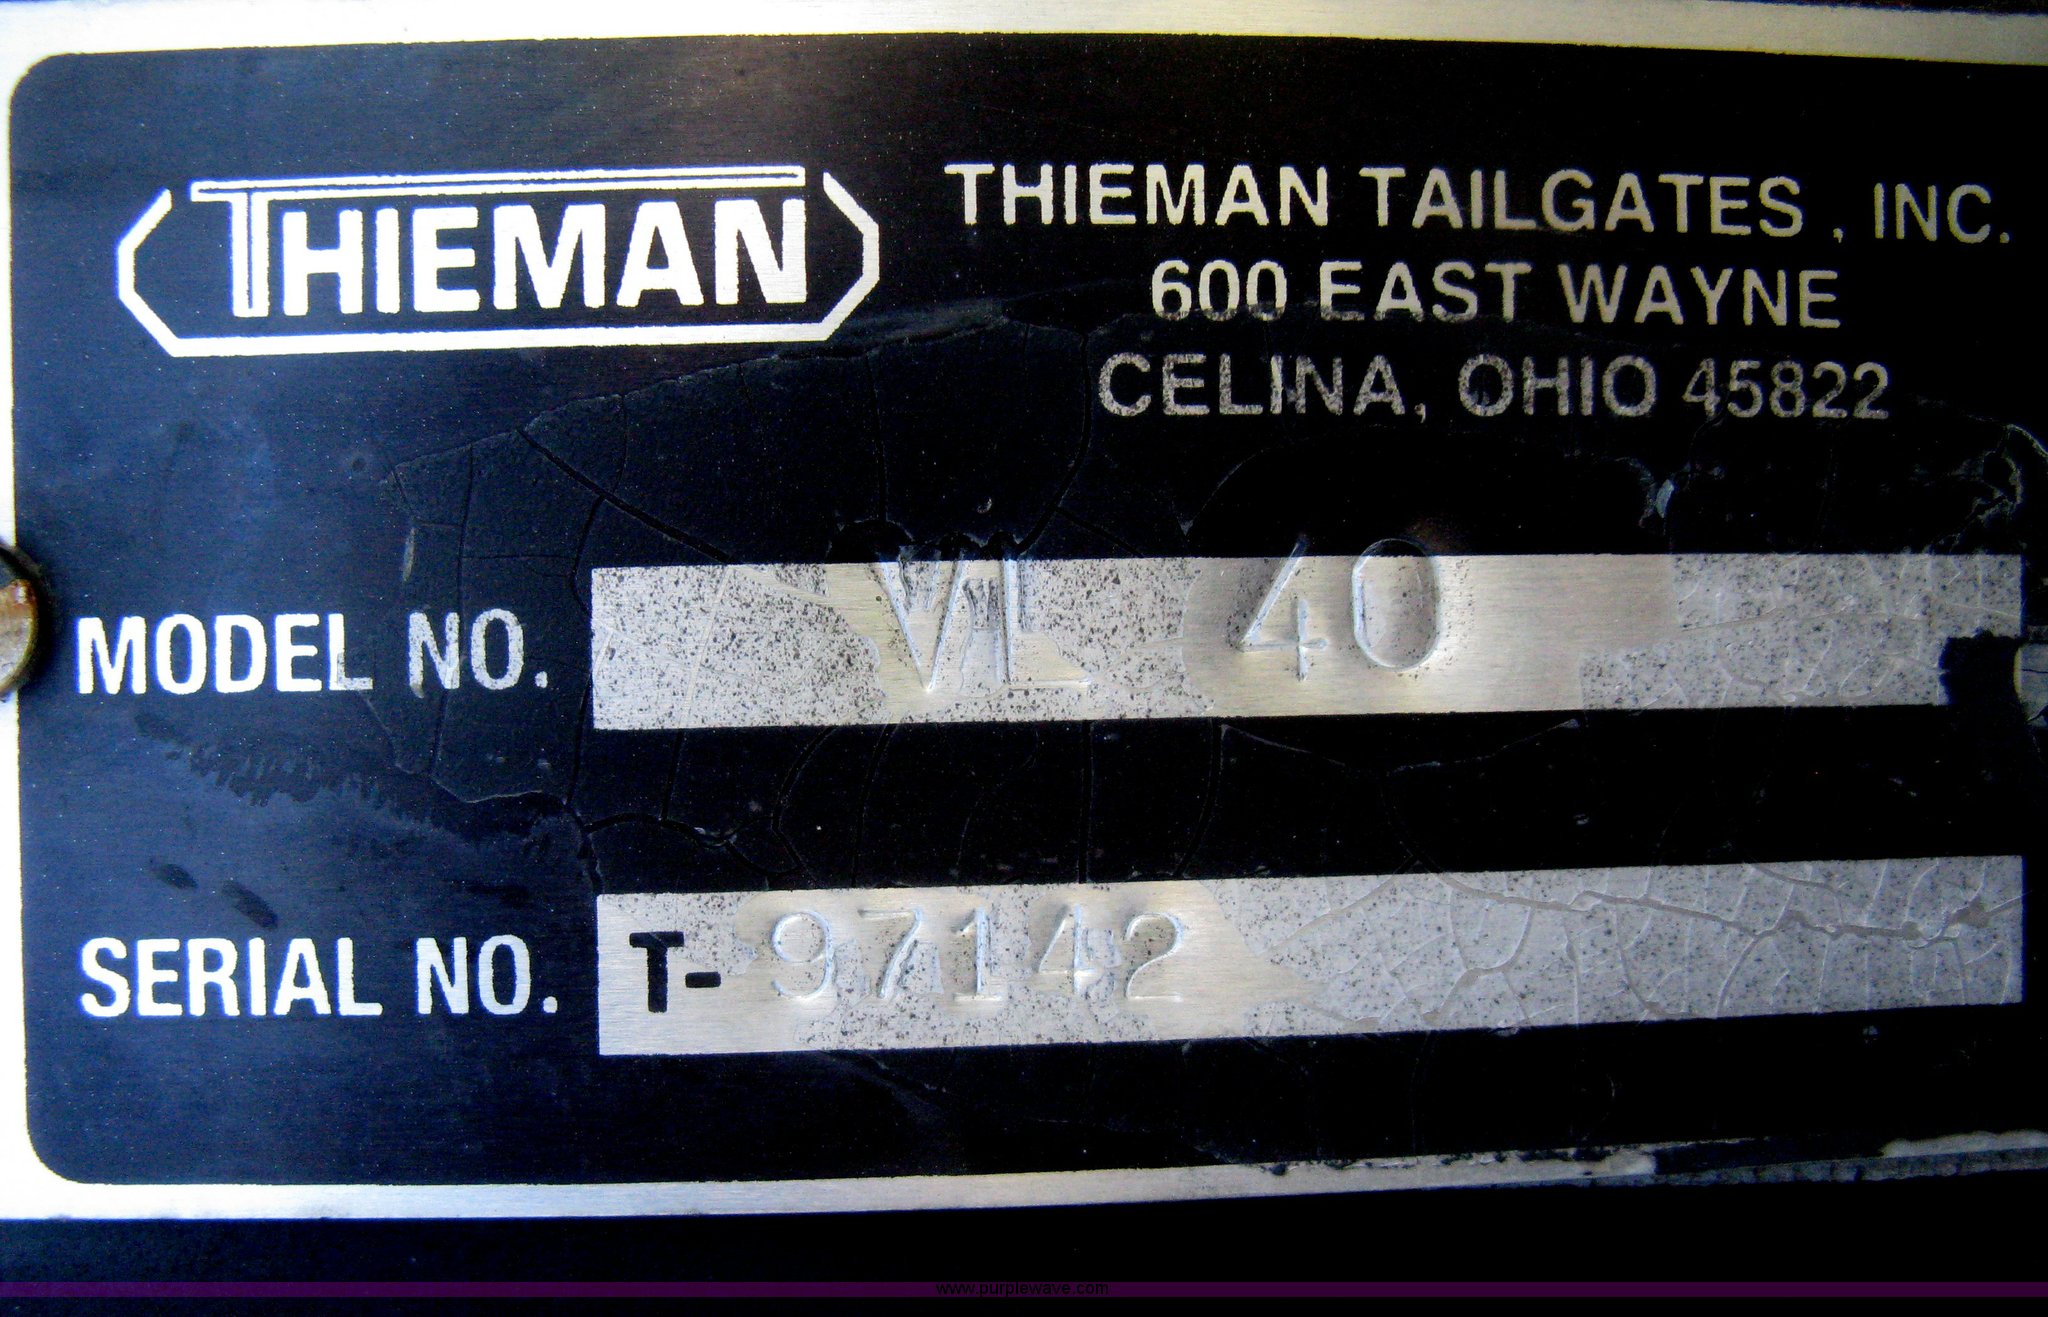 THIEMAN
THIEMAN TAILGATES, INC.
600 EAST WAYNE
CELINA, OHIO 45822
MODEL NO. VL 40
SERIAL NO. T-97142
www.purplewave.com